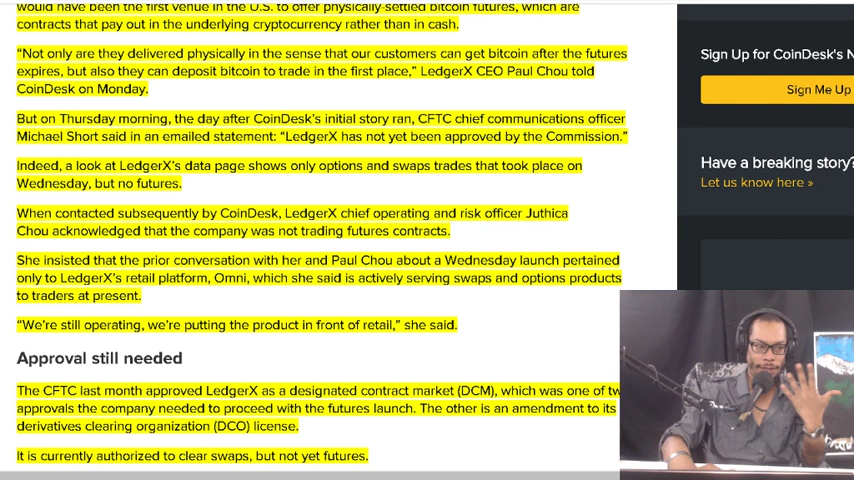 would have been the first venue in the U.S. to offer physically-settled bitcoin futures, which are
contracts that pay out in the underlying cryptocurrency rather than in cash.
“Not only are they delivered physically in the sense that our customers can get bitcoin after the futures
expires, but also they can deposit bitcoin to trade in the first place,” LedgerX CEO Paul Chou told
CoinDesk on Monday.
But on Thursday morning, the day after CoinDesk’s initial story ran, CFTC chief communications officer
Michael Short said in an emailed statement: “LedgerX has not yet been approved by the Commission.”
Indeed, a look at LedgerX’s data page shows only options and swaps trades that took place on
Wednesday, but no futures.
When contacted subsequently by CoinDesk, LedgerX chief operating and risk officer Juthica
Chou acknowledged that the company was not trading futures contracts.
She insisted that the prior conversation with her and Paul Chou about a Wednesday launch pertained
only to LedgerX’s retail platform, Omni, which she said is actively serving swaps and options products
to traders at present.
“We’re still operating, we’re putting the product in front of retail,” she said.
Approval still needed
The CFTC last month approved LedgerX as a designated contract market (DCM), which was one of tw
approvals the company needed to proceed with the futures launch. The other is an amendment to its
derivatives clearing organization (DCO) license.
It is currently authorized to clear swaps, but not yet futures.
Sign Up for CoinDesk's N
Sign Me Up
Have a breaking story?
Let us know here »